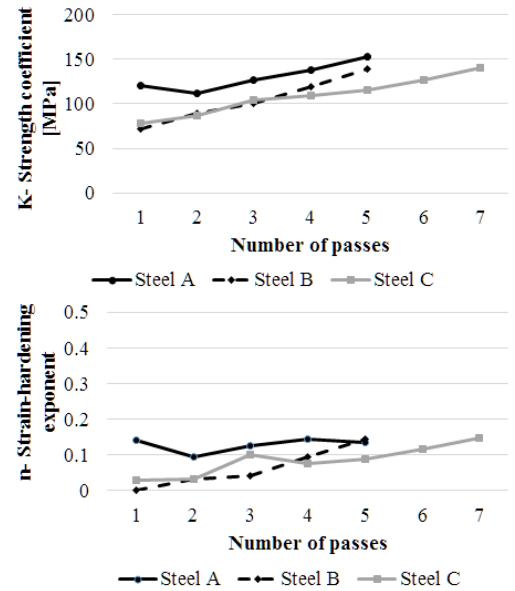 K- Strength coefficient
[MPa]
200
150
100
50
0
1 2 3 4 5 6 7
Number of passes
Steel A Steel B Steel C
n- Strain-hardening
exponent
0.5
0.4
0.3
0.2
0.1
0
1 2 3 4 5 6 7
Number of passes
Steel A Steel B Steel C